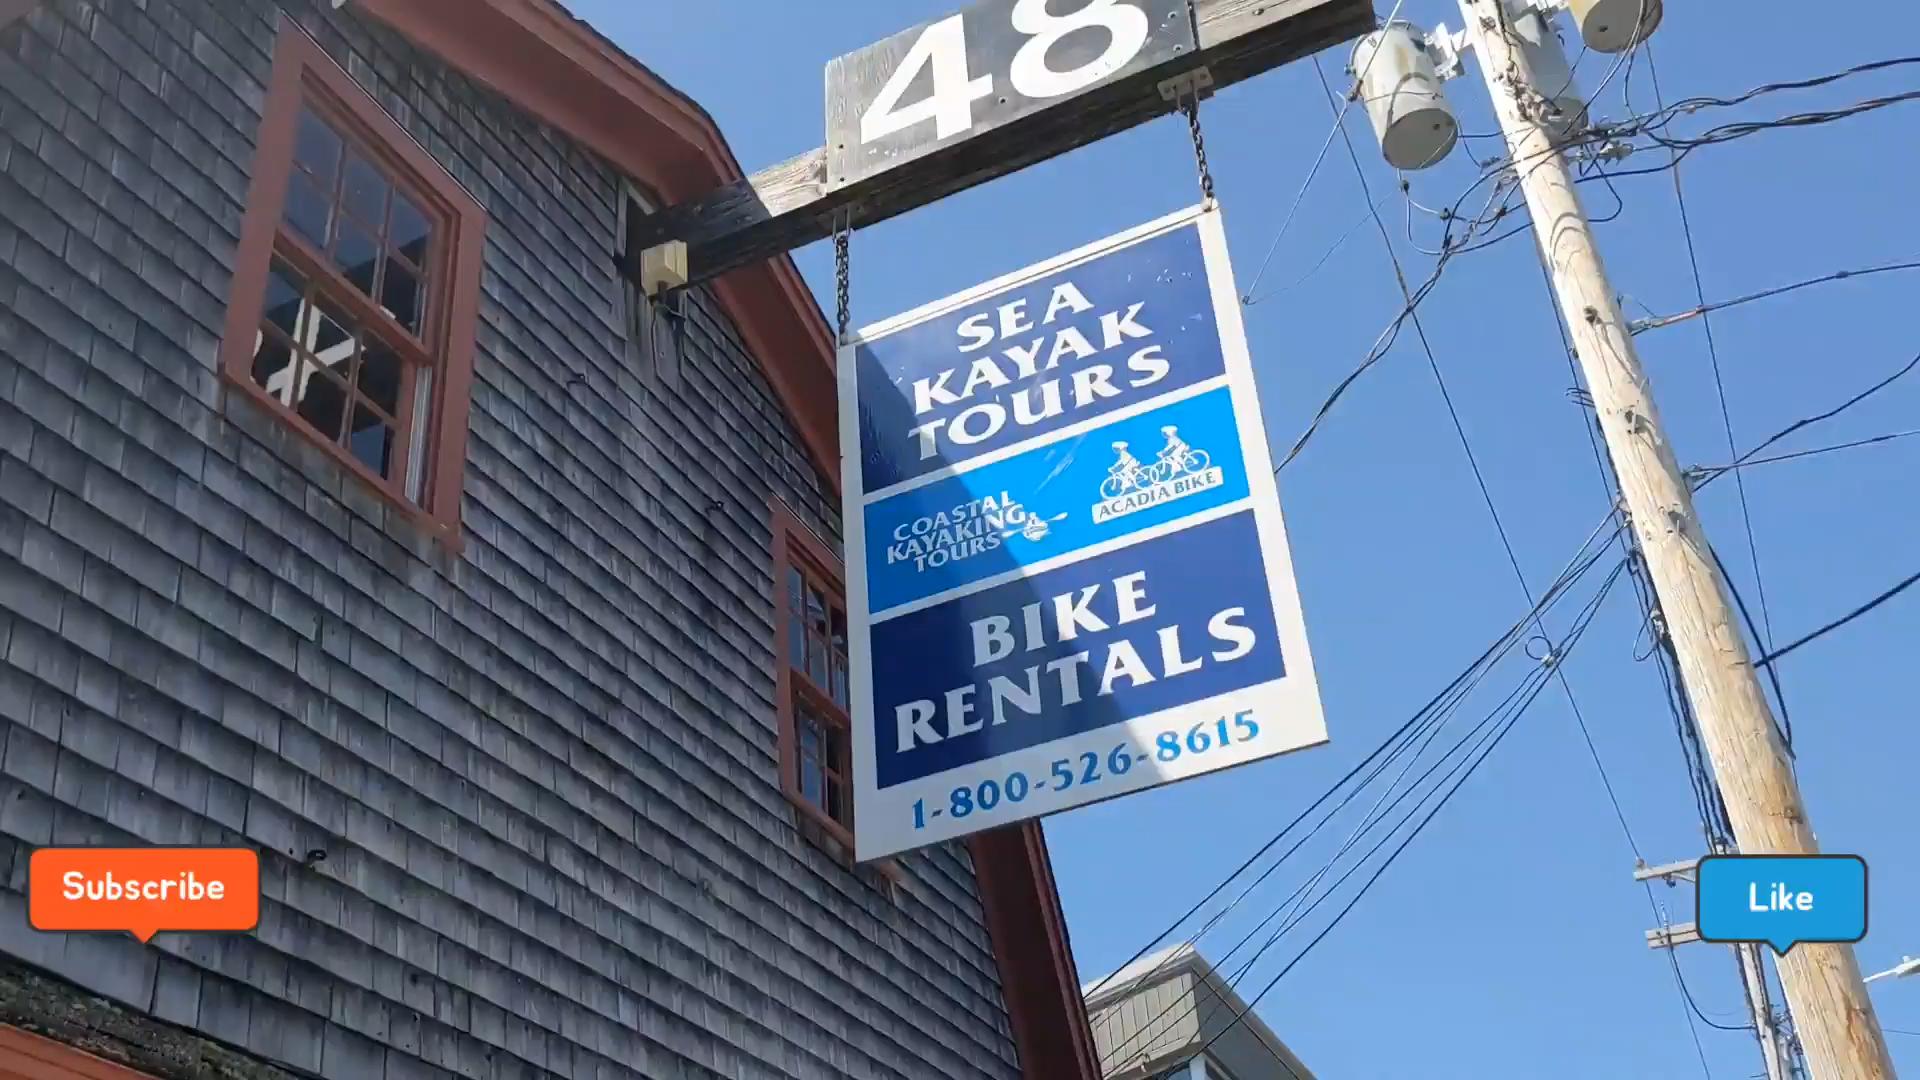 48
SEA
KAYAK
TOURS
COASTAL
KAYAKING
TOURS
ACADIA BIKE
BIKE
RENTALS
1-800-526-8615
Subscribe
Like